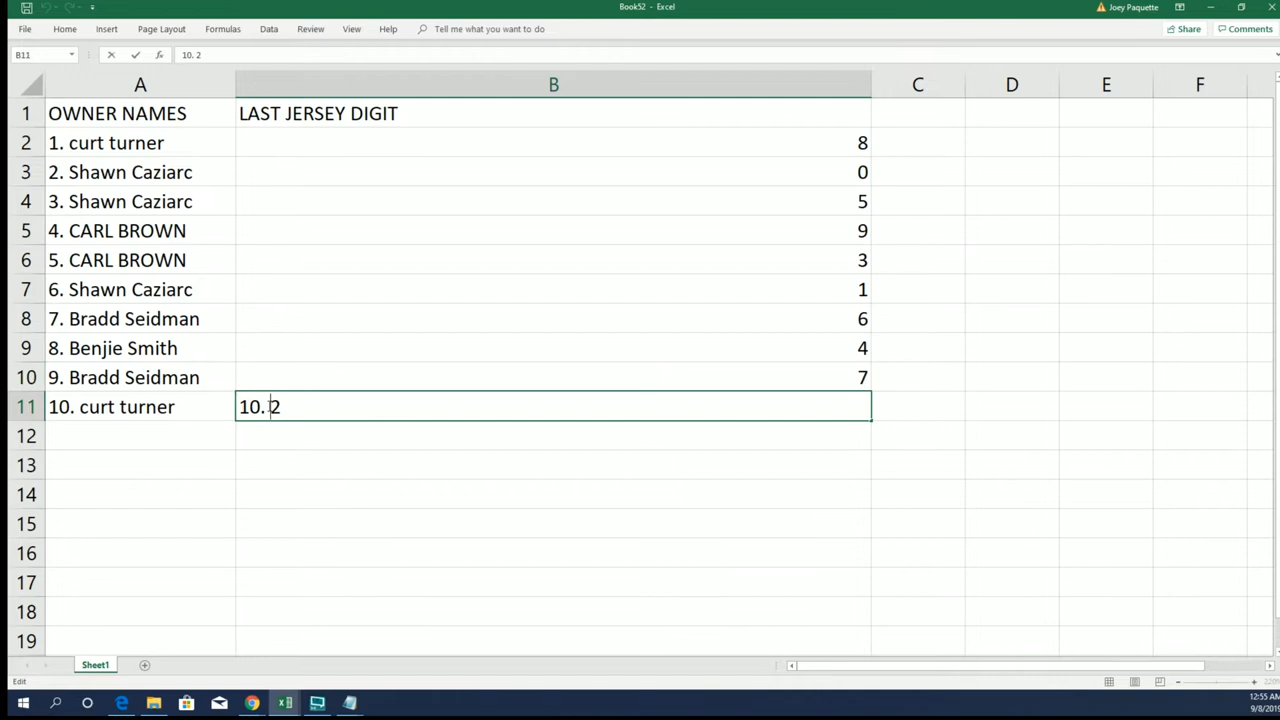 Book52 - Excel
Joey Paquette
File Home Insert Page Layout Formulas Data Review View Help Tell me what you want to do
Share Comments
B11 fx 10. 2
A B C D E F
1 OWNER NAMES LAST JERSEY DIGIT
2 1. curt turner 8
3 2. Shawn Caziarc 0
4 3. Shawn Caziarc 5
5 4. CARL BROWN 9
6 5. CARL BROWN 3
7 6. Shawn Caziarc 1
8 7. Bradd Seidman 6
9 8. Benjie Smith 4
10 9. Bradd Seidman 7
11 10. curt turner 10. 2
12
13
14
15
16
17
18
19
Sheet1
Edit
12:55 AM